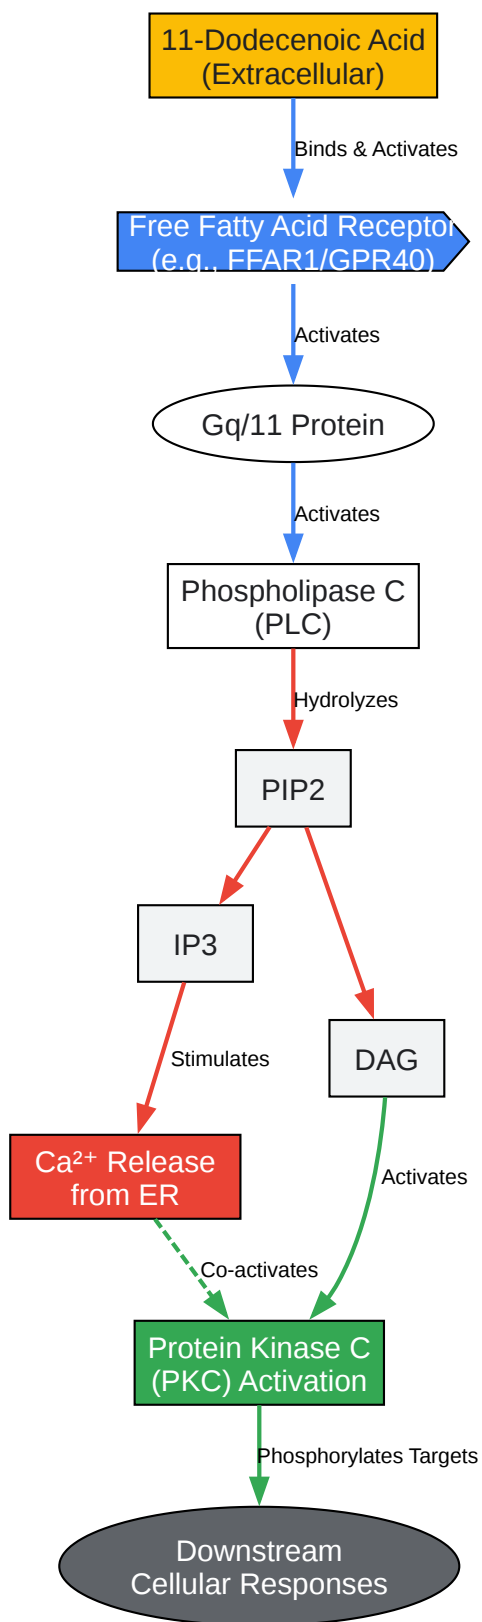 11-Dodecenoic Acid
(Extracellular)
Binds & Activates
Free Fatty Acid Receptor
(e.g., FFAR1/GPR40)
Activates
Gq/11 Protein
Activates
Phospholipase C
(PLC)
Hydrolyzes
PIP2
IP3
DAG
Stimulates
Ca²⁺ Release
from ER
Activates
Co-activates
Protein Kinase C
(PKC) Activation
Phosphorylates Targets
Downstream
Cellular Responses